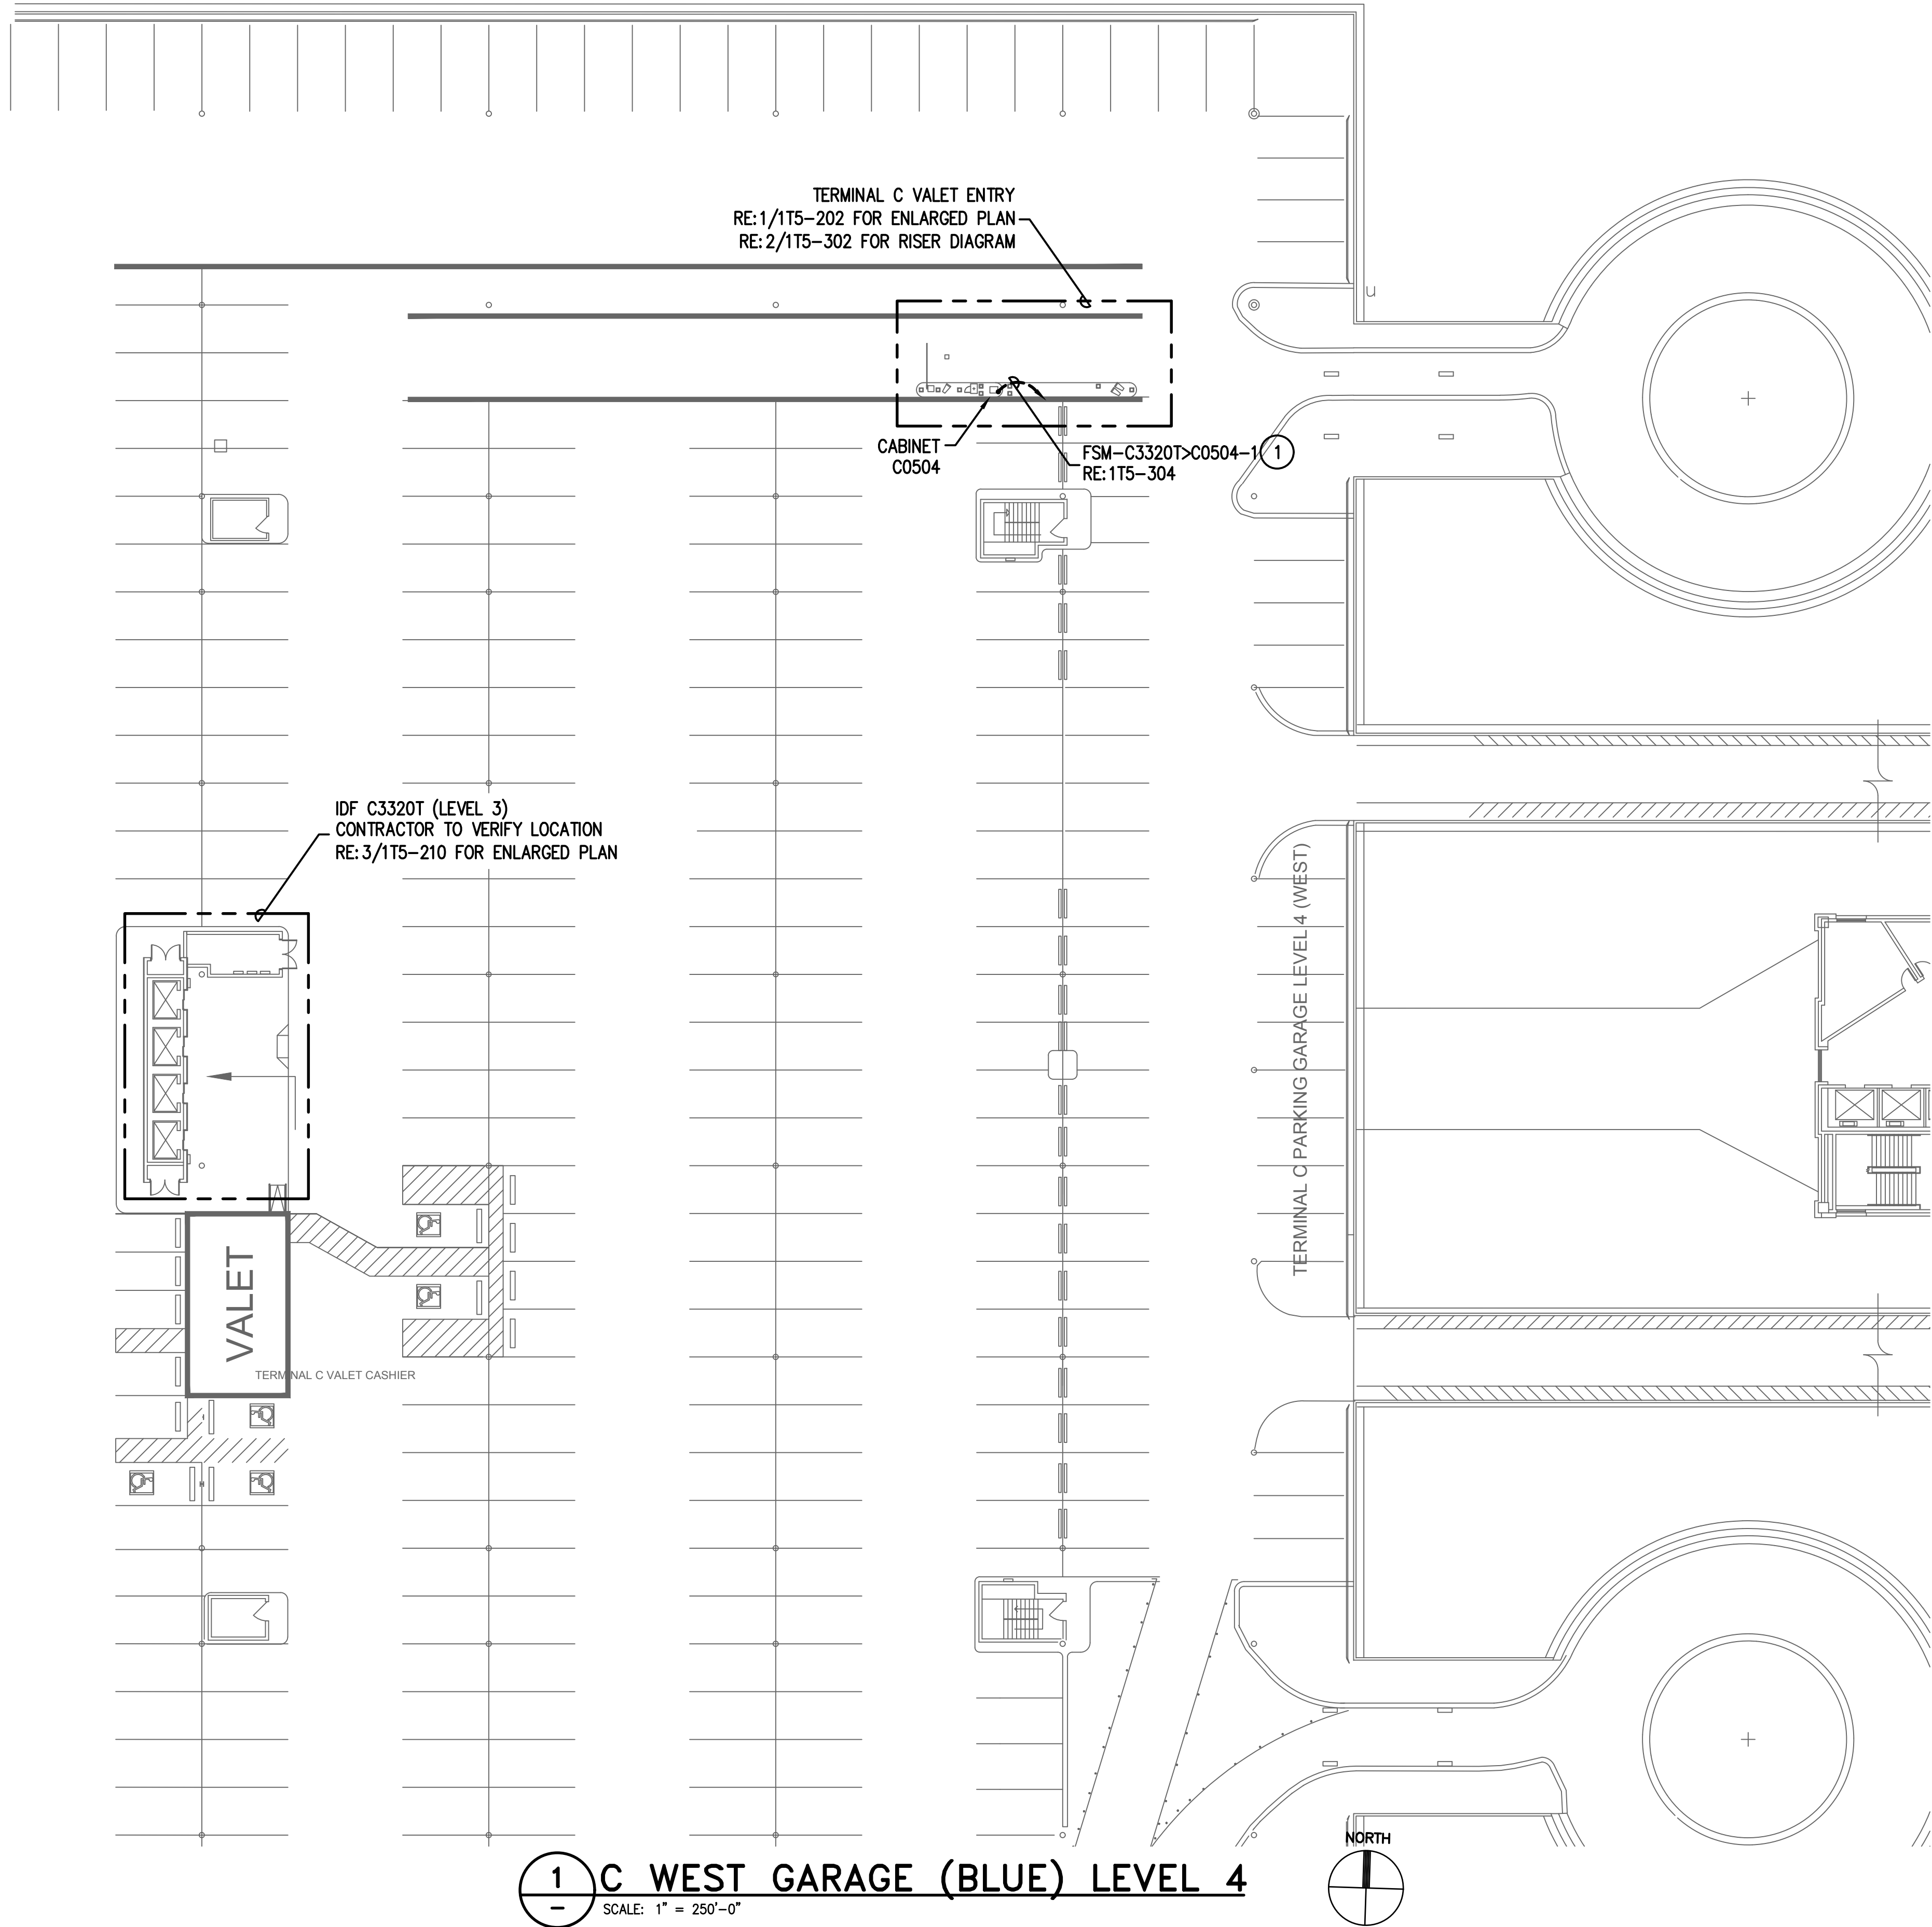 TERMINAL C VALET ENTRY
RE:1/1T5-202 FOR ENLARGED PLAN
RE:2/1T5-302 FOR RISER DIAGRAM
u
CABINET
C0504
FSM-C3320T>C0504-1
1
RE:1T5-304
IDF C3320T (LEVEL 3)
CONTRACTOR TO VERIFY LOCATION
RE:3/1T5-210 FOR ENLARGED PLAN
TERMINAL C PARKING GARAGE LEVEL 4 (WEST)
VALET
TERMINAL C VALET CASHIER
NORTH
1
C WEST GARAGE (BLUE) LEVEL 4
SCALE: 1" = 250'-0"